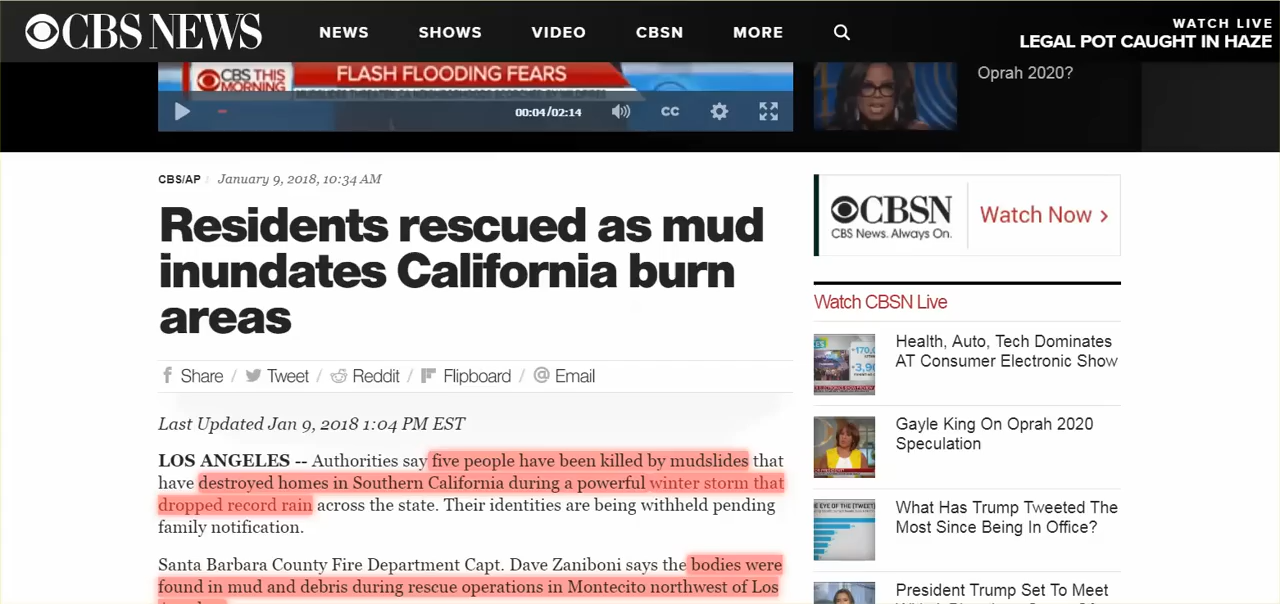 CBS NEWS
NEWS
SHOWS
VIDEO
CBSN
MORE
WATCH LIVE
LEGAL POT CAUGHT IN HAZE
CBS THIS
MORNING
FLASH FLOODING FEARS
00:04/02:14
CC
Oprah 2020?
CBS/AP / January 9, 2018, 10:34 AM
Residents rescued as mud
inundates California burn
areas
Share / Tweet / Reddit / Flipboard / Email
Last Updated Jan 9, 2018 1:04 PM EST
LOS ANGELES -- Authorities say five people have been killed by mudslides that
have destroyed homes in Southern California during a powerful winter storm that
dropped record rain across the state. Their identities are being withheld pending
family notification.
Santa Barbara County Fire Department Capt. Dave Zaniboni says the bodies were
found in mud and debris during rescue operations in Montecito northwest of Los
CBSN
CBS News. Always On.
Watch Now >
Watch CBSN Live
Health, Auto, Tech Dominates
AT Consumer Electronic Show
Gayle King On Oprah 2020
Speculation
What Has Trump Tweeted The
Most Since Being In Office?
President Trump Set To Meet